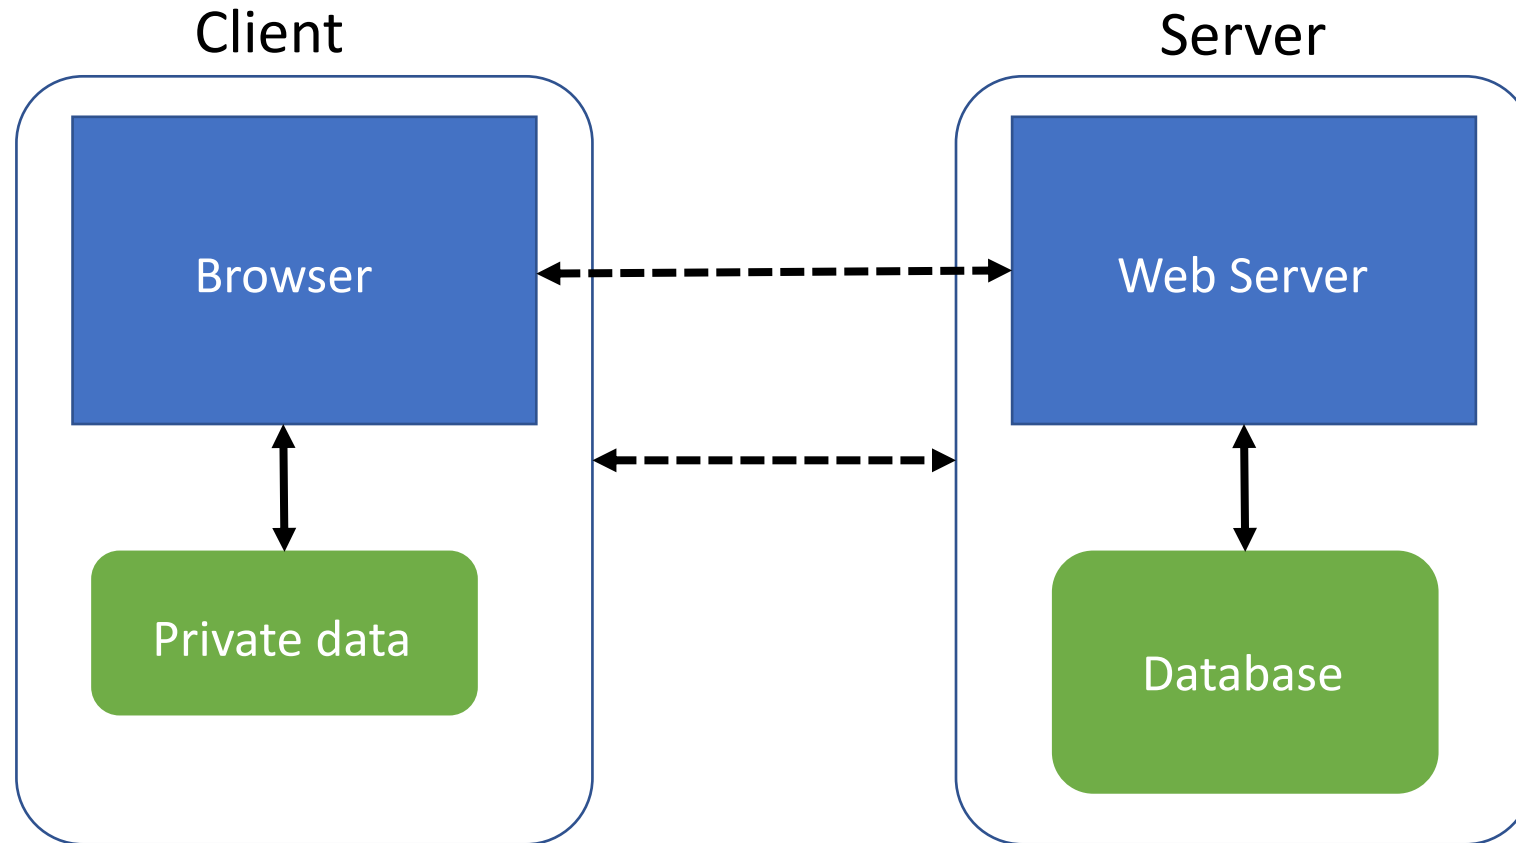 Client
Server
Browser
Web Server
Private data
Database